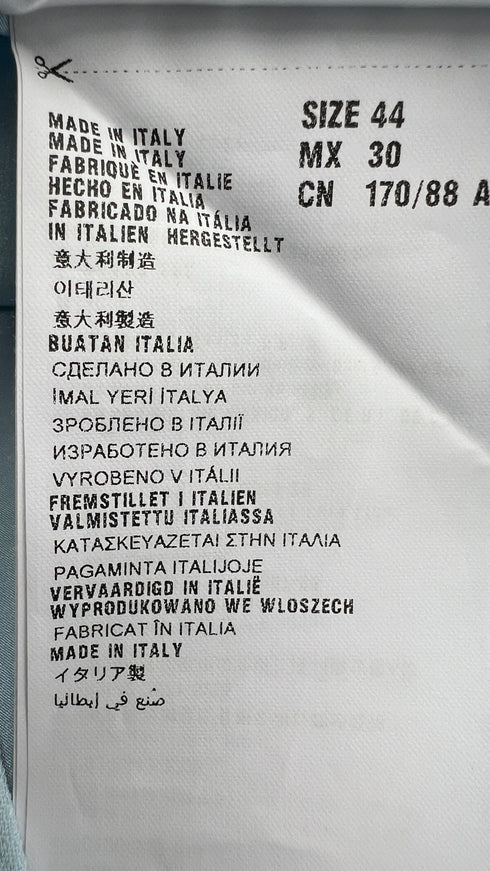 MADE IN ITALY
MADE IN ITALY
FABRIQUÈ EN ITALIE
HECHO EN ITALIA
FABRICADO NA ITÁLIA
IN ITALIEN HERGESTELLT
意大利制造
이태리산
意大利製造
BUATAN ITALIA
СДЕЛАНО В ИТАЛИИ
İMAL YERİ İTALYA
ЗРОБЛЕНО В ІТАЛІЇ
ИЗРАБОТЕНО В ИТАЛИЯ
VYROBENO V ITÁLII
FREMSTILLET I ITALIEN
VALMISTETTU ITALIASSA
ΚΑΤΑΣΚΕΥΑΖΕΤΑΙ ΣΤΗΝ ΙΤΑΛΙΑ
PAGAMINTA ITALIJOJE
VERVAARDIGD IN ITALIË
WYPRODUKOWANO WE WLOSZECH
FABRICAT ÎN ITALIA
MADE IN ITALY
イタリア製
صُنع في إيطاليا
SIZE 44
MX 30
CN 170/88 A